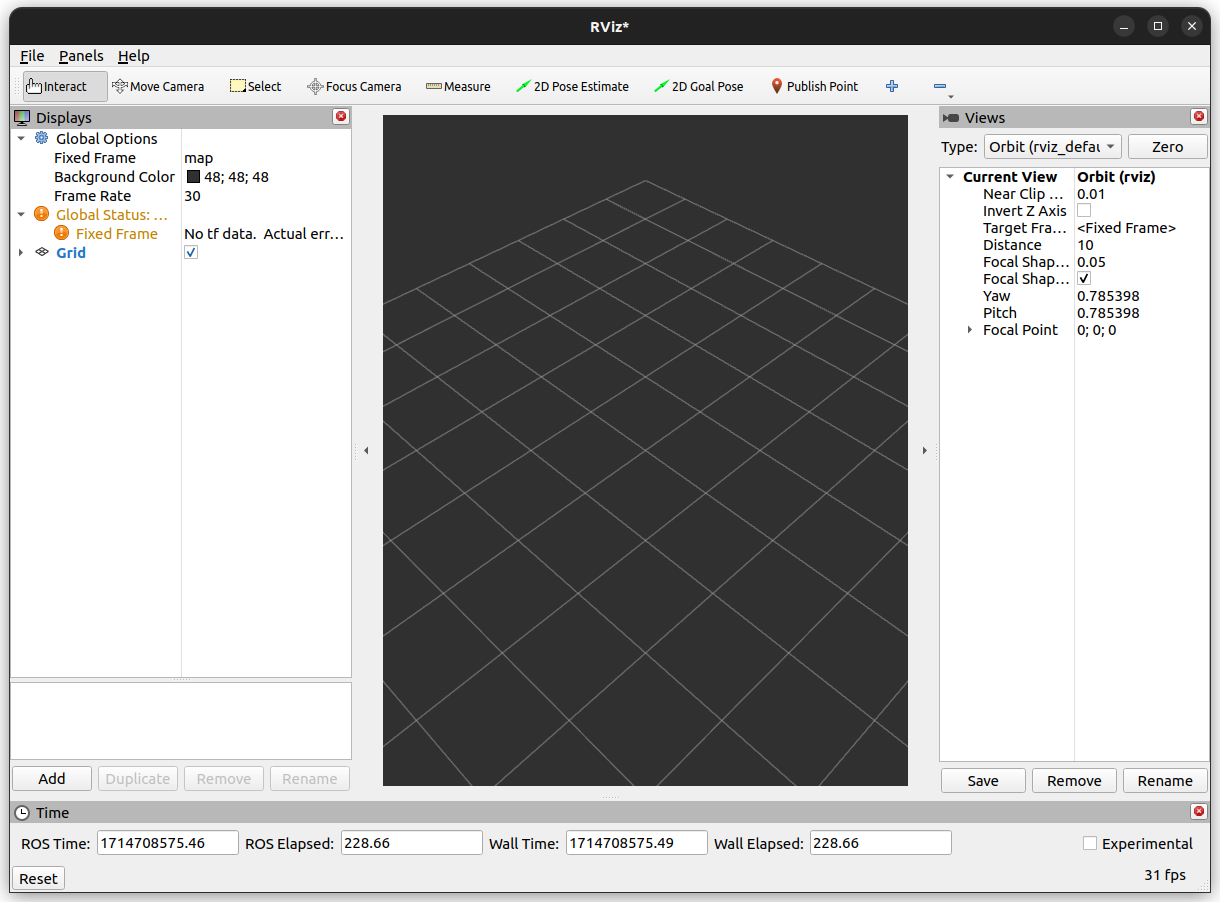 RViz*
File Panels Help
Interact Move Camera Select Focus Camera Measure 2D Pose Estimate 2D Goal Pose Publish Point
Displays
Global Options
Fixed Frame map
Background Color 48; 48; 48
Frame Rate 30
Global Status: ...
Fixed Frame No tf data. Actual err...
Grid
Add Duplicate Remove Rename
Views
Type: Orbit (rviz_defau Zero
Current View Orbit (rviz)
Near Clip ... 0.01
Invert Z Axis
Target Fra... <Fixed Frame>
Distance 10
Focal Shap... 0.05
Focal Shap...
Yaw 0.785398
Pitch 0.785398
Focal Point 0; 0; 0
Save Remove Rename
Time
ROS Time: 1714708575.46 ROS Elapsed: 228.66 Wall Time: 1714708575.49 Wall Elapsed: 228.66 Experimental
Reset 31 fps